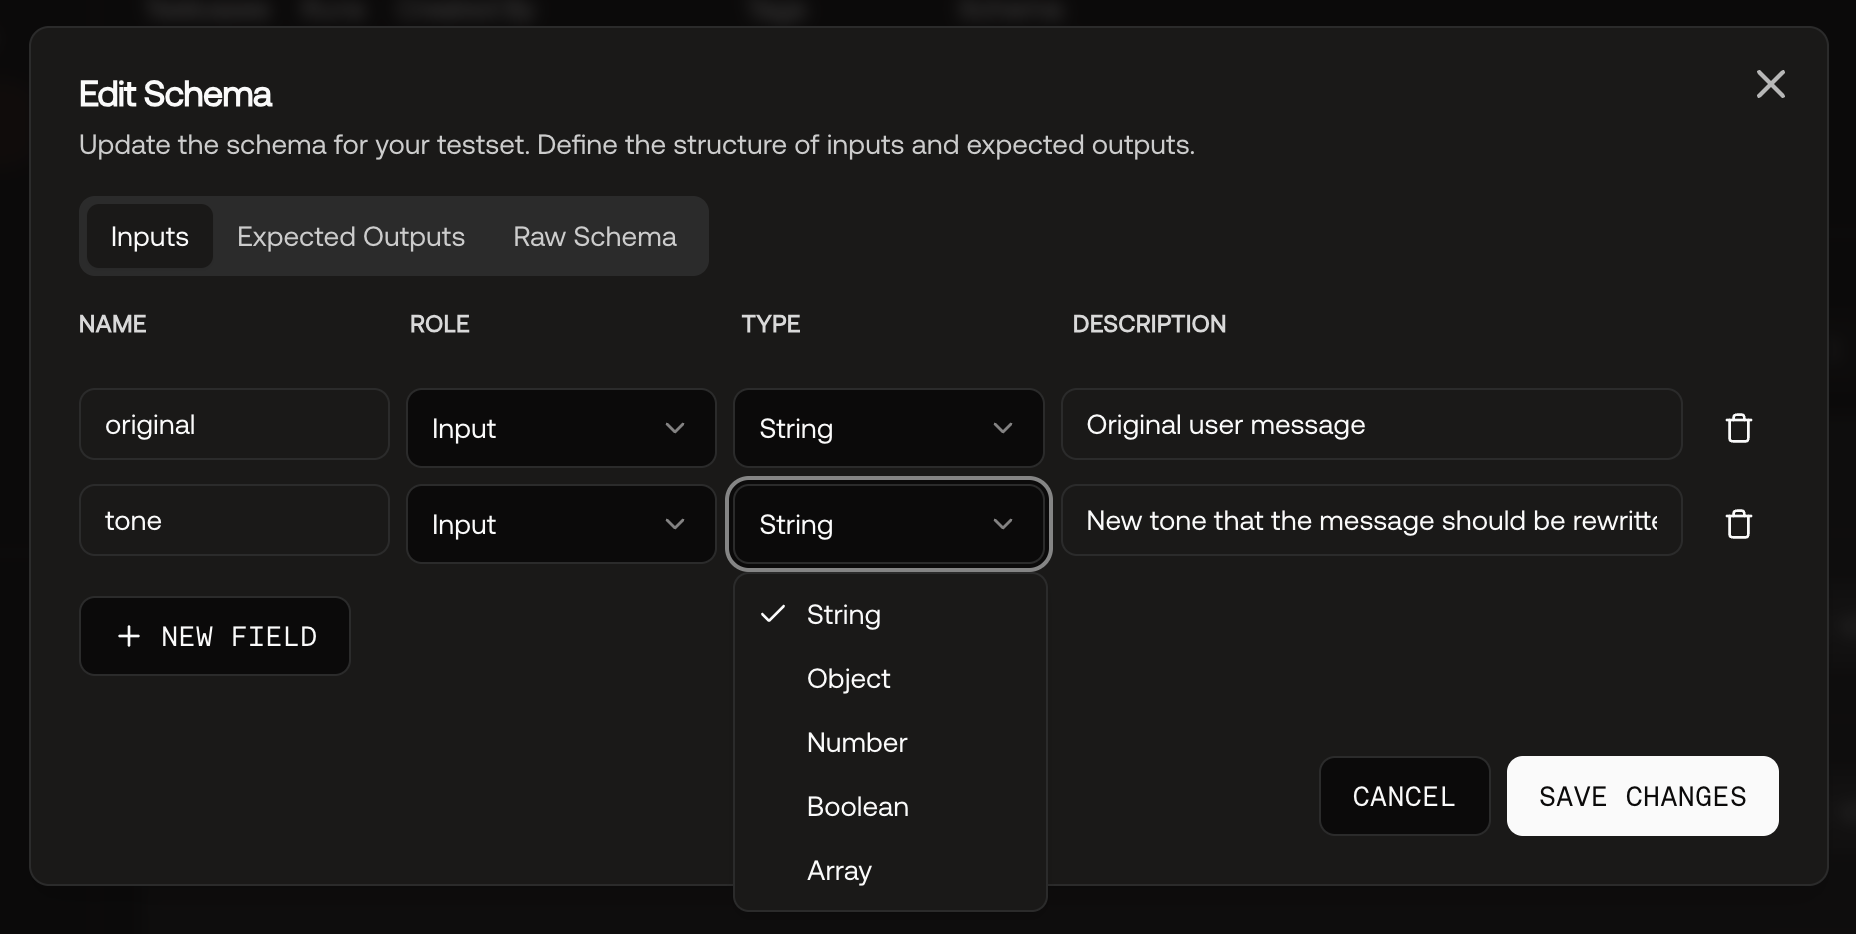 Edit Schema
Update the schema for your testset. Define the structure of inputs and expected outputs.
Inputs Expected Outputs Raw Schema
NAME ROLE TYPE DESCRIPTION
original Input String Original user message
tone Input String New tone that the message should be rewritte
NEW FIELD
String
Object
Number
Boolean
Array
CANCEL SAVE CHANGES